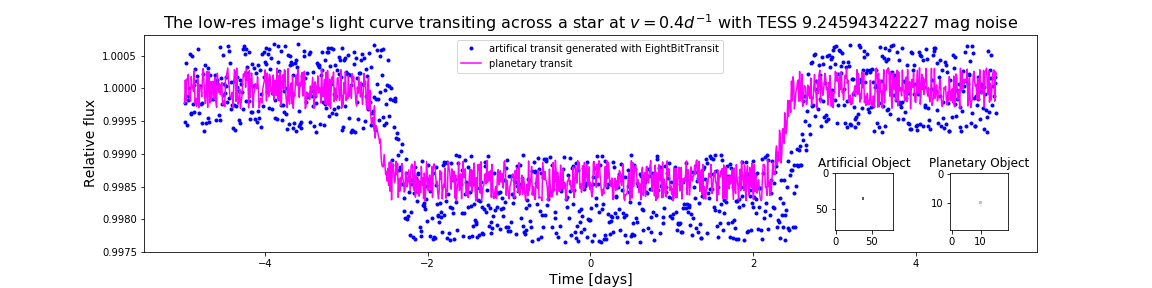 The low-res image's light curve transiting across a star at v = 0.4d⁻¹ with TESS 9.24594342227 mag noise
artifical transit generated with EightBitTransit
planetary transit
Relative flux
1.0005
1.0000
0.9995
0.9990
0.9985
0.9980
0.9975
Artificial Object
0
50
0
50
Planetary Object
0
10
0
10
−4
−2
0
2
4
Time [days]